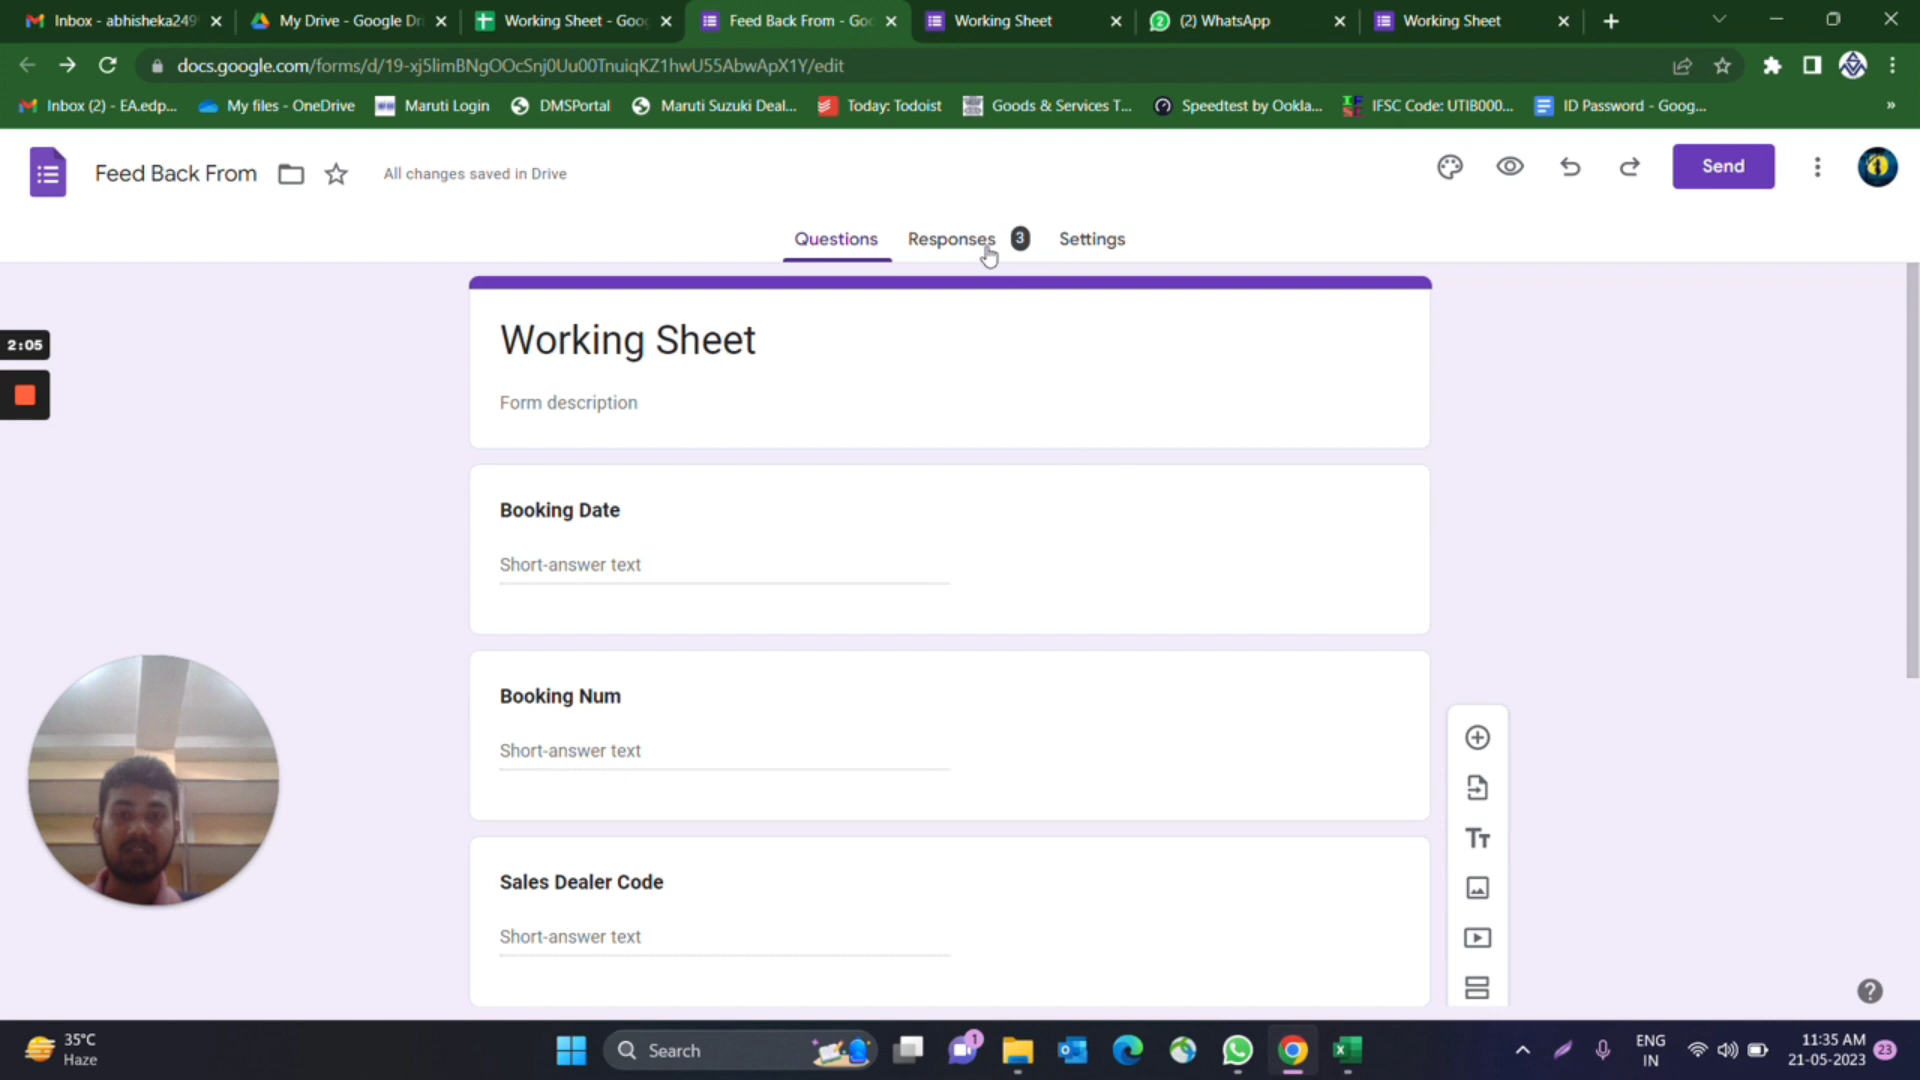 Inbox - abhisheka249
My Drive - Google Dri
Working Sheet - Goog
Feed Back From - Goo
Working Sheet
(2) WhatsApp
Working Sheet
docs.google.com/forms/d/19-xj5limBNgOOcSnj0Uu00TnuiqKZ1hwU55AbwApX1Y/edit
Inbox (2) - EA.edp...
My files - OneDrive
Maruti Login
DMSPortal
Maruti Suzuki Deal...
Today: Todoist
Goods & Services T...
Speedtest by Ookla...
IFSC Code: UTIB000...
ID Password - Goog...
»
Feed Back From
All changes saved in Drive
Send
Questions
Responses 3
Settings
2:05
Working Sheet
Form description
Booking Date
Short-answer text
Booking Num
Short-answer text
Sales Dealer Code
Short-answer text
35°C
Haze
Search
1
ENG
IN
11:35 AM
21-05-2023
23